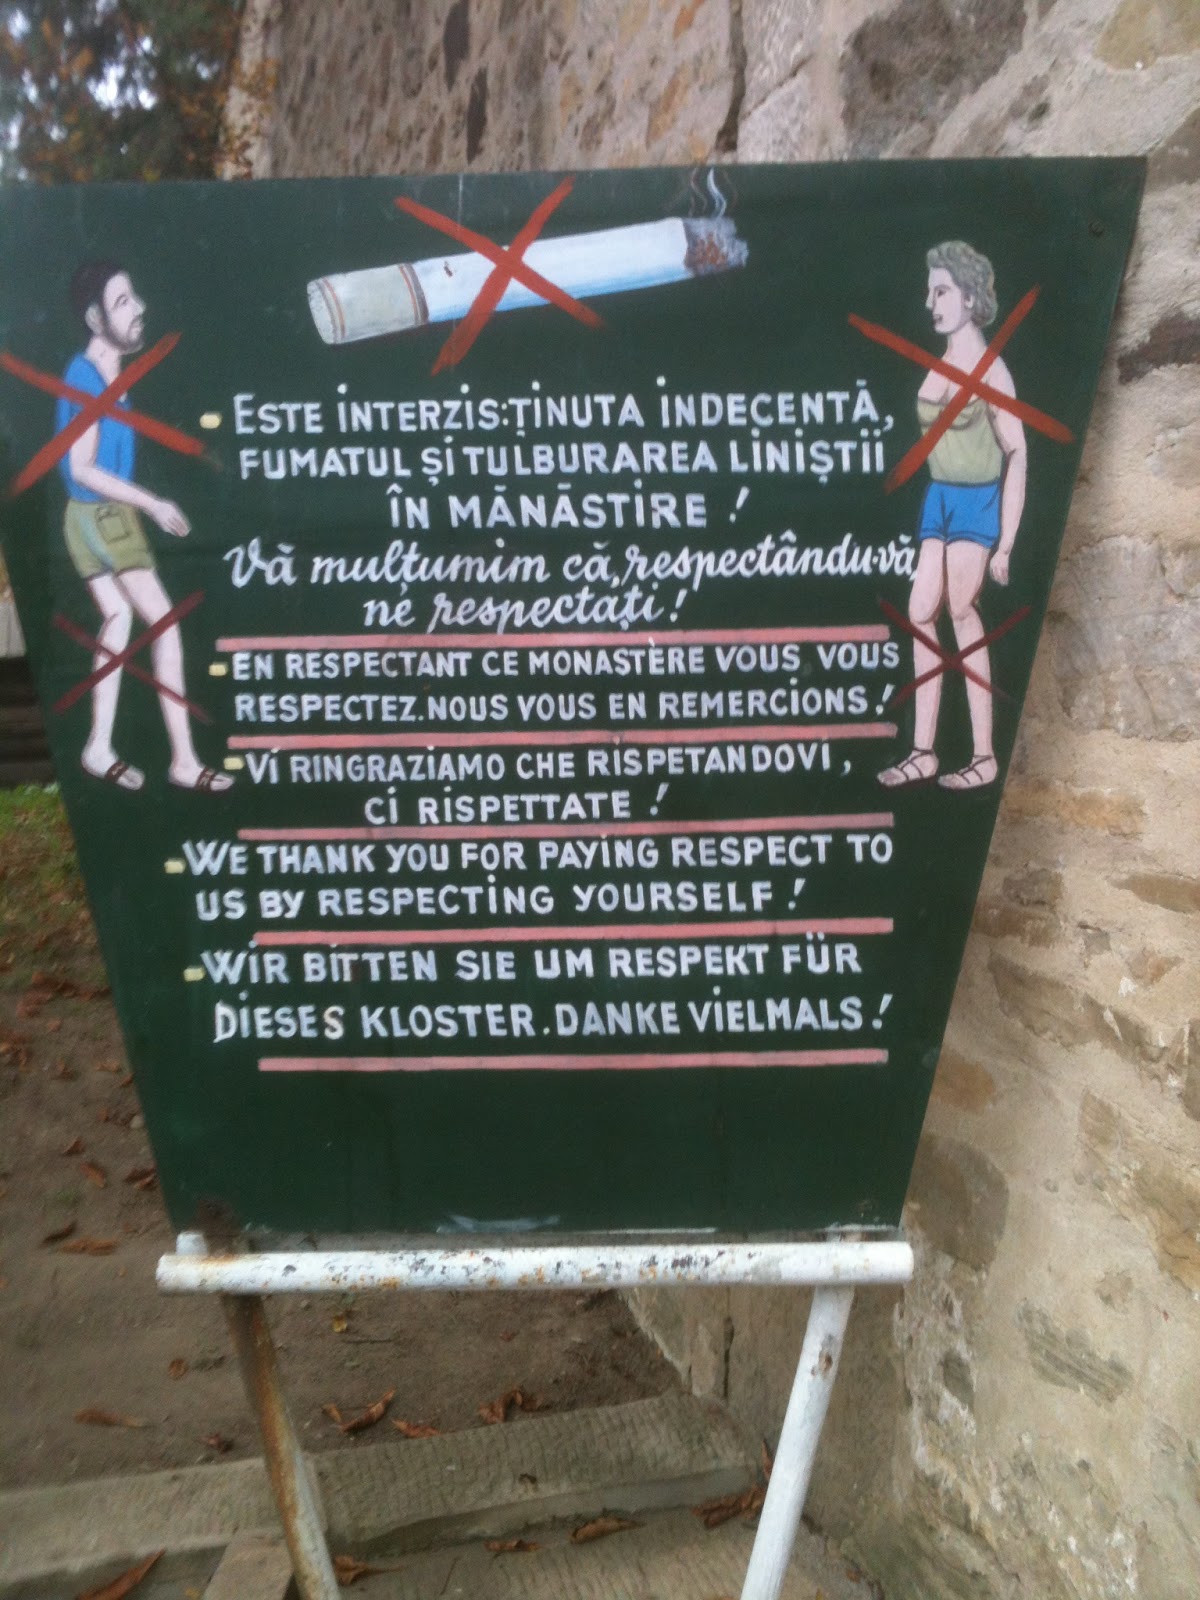 - ESTE INTERZIS: ȚINUTA INDECENTĂ,
FUMATUL ȘI TULBURAREA LINIȘTII
ÎN MĂNĂSTIRE!
Vă mulțumim că, respectându-vă,
ne respectați!
- EN RESPECTANT CE MONASTÈRE VOUS VOUS
RESPECTEZ. NOUS VOUS EN REMERCIONS!
- VI RINGRAZIAMO CHE RISPETANDOVI,
CI RISPETTATE!
- WE THANK YOU FOR PAYING RESPECT TO
US BY RESPECTING YOURSELF!
- WIR BITTEN SIE UM RESPEKT FÜR
DIESES KLOSTER. DANKE VIELMALS!